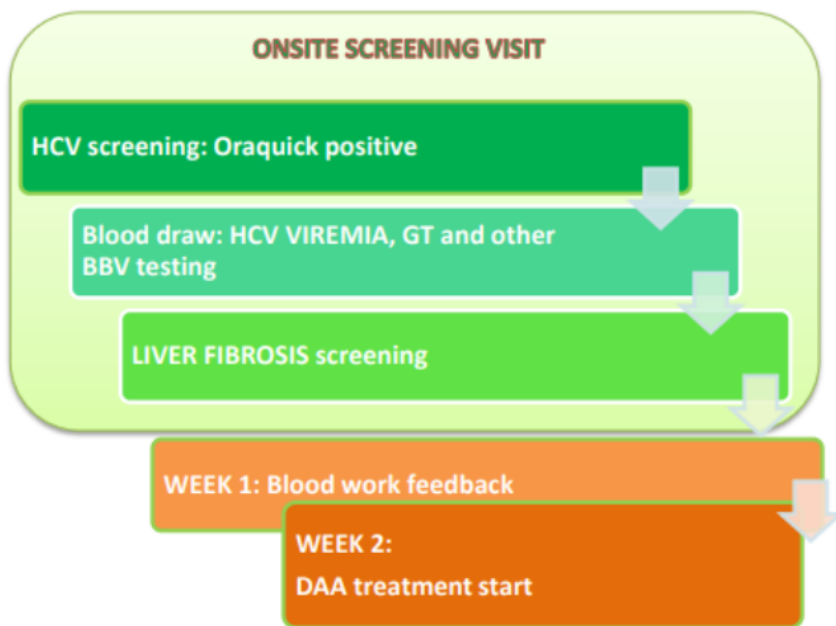 ONSITE SCREENING VISIT
HCV screening: Oraquick positive
Blood draw: HCV VIREMIA, GT and other
BBV testing
LIVER FIBROSIS screening
WEEK 1: Blood work feedback
WEEK 2:
DAA treatment start